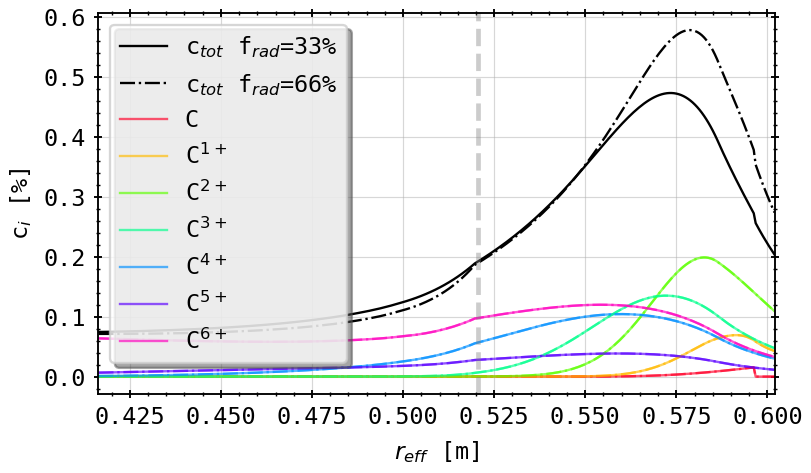 0.6
0.5
0.4
0.3
0.2
0.1
0.0
c_i [%]
c_tot f_rad=33%
c_tot f_rad=66%
C
C^1+
C^2+
C^3+
C^4+
C^5+
C^6+
0.425 0.450 0.475 0.500 0.525 0.550 0.575 0.600
r_eff [m]